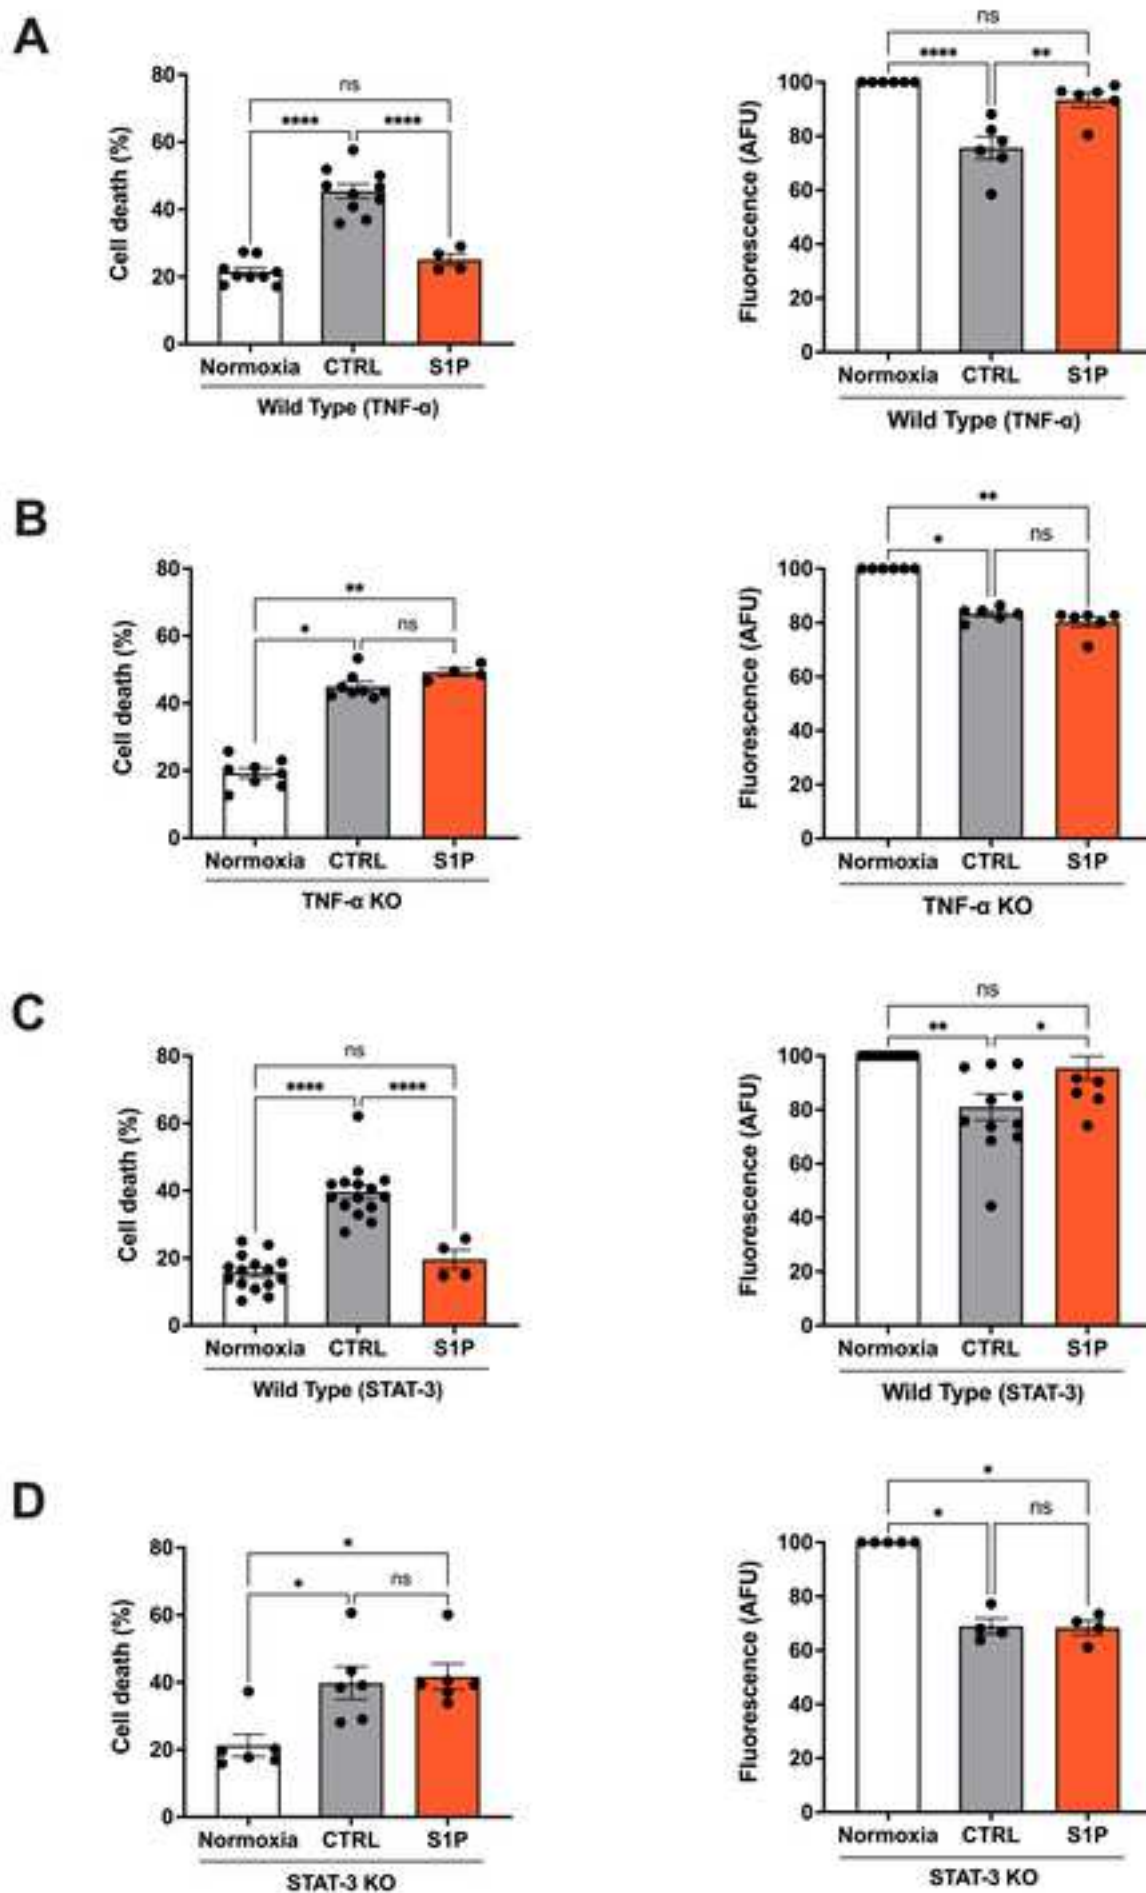 A
ns
**** ****
Cell death (%)
80
60
40
20
0
Normoxia CTRL S1P
Wild Type (TNF-α)
ns
**** **
Fluorescence (AFU)
100
80
60
40
20
0
Normoxia CTRL S1P
Wild Type (TNF-α)
B
**
* ns
Cell death (%)
80
60
40
20
0
Normoxia CTRL S1P
TNF-α KO
**
* ns
Fluorescence (AFU)
100
80
60
40
20
0
Normoxia CTRL S1P
TNF-α KO
C
ns
**** ****
Cell death (%)
80
60
40
20
0
Normoxia CTRL S1P
Wild Type (STAT-3)
ns
** *
Fluorescence (AFU)
100
80
60
40
20
0
Normoxia CTRL S1P
Wild Type (STAT-3)
D
*
* ns
Cell death (%)
80
60
40
20
0
Normoxia CTRL S1P
STAT-3 KO
*
* ns
Fluorescence (AFU)
100
80
60
40
20
0
Normoxia CTRL S1P
STAT-3 KO